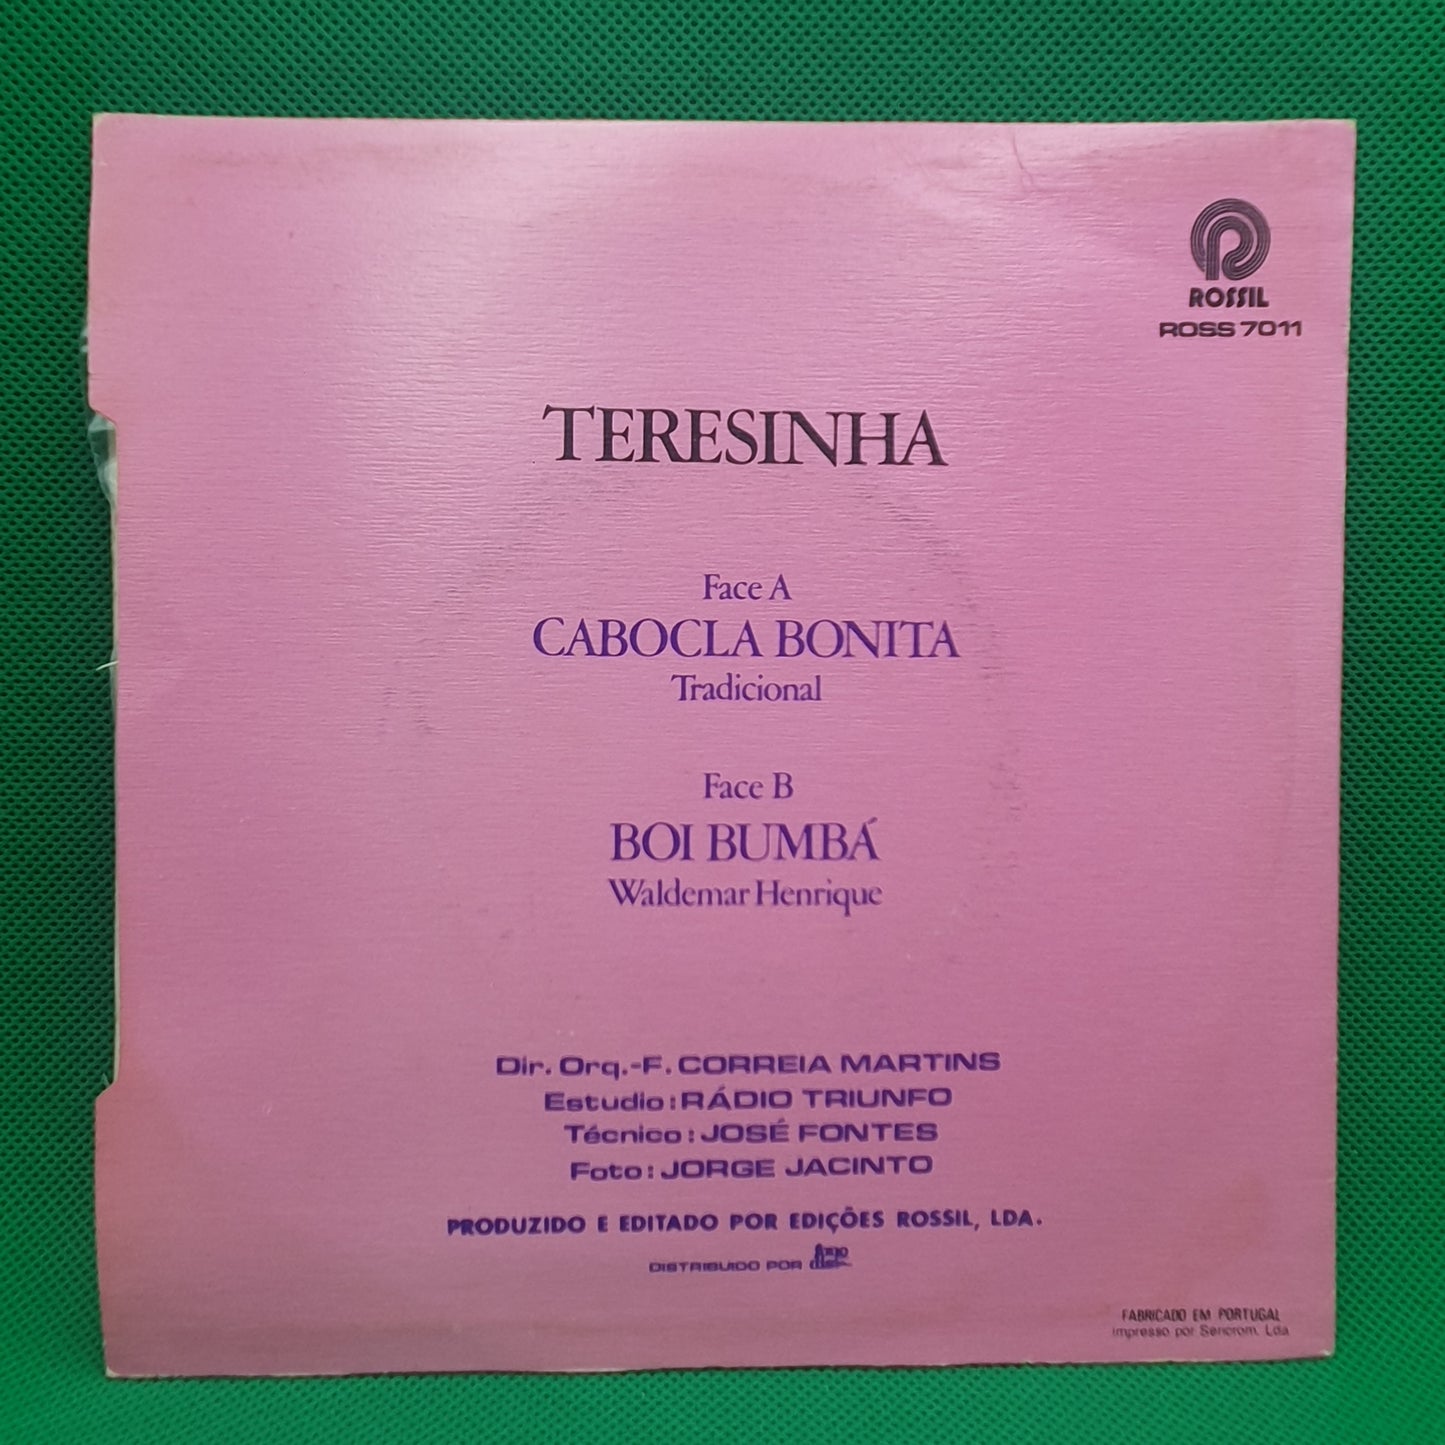 ROSSIL
ROSS 7011
TERESINHA
Face A
CABOCLA BONITA
Tradicional
Face B
BOI BUMBÁ
Waldemar Henrique
Dir. Orq.-F. CORREIA MARTINS
Estudio: RÁDIO TRIUNFO
Técnico: JOSÉ FONTES
Foto: JORGE JACINTO
PRODUZIDO E EDITADO POR EDIÇÕES ROSSIL, LDA.
DISTRIBUIDO POR
FABRICADO EM PORTUGAL
Impresso por Sericrom, Lda